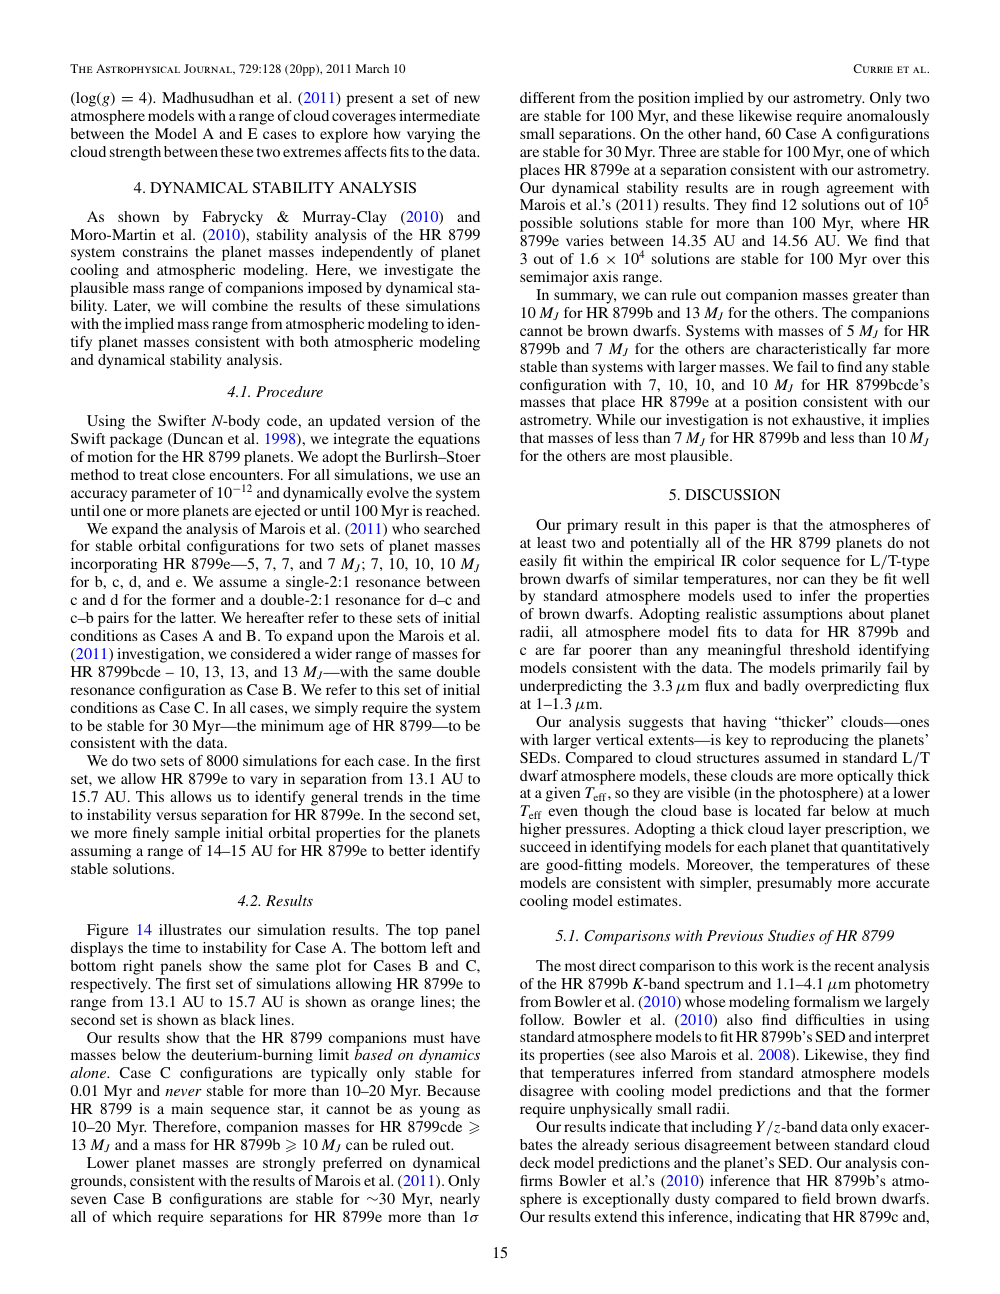 THE ASTROPHYSICAL JOURNAL, 729:128 (20pp), 2011 March 10
CURRIE ET AL.
(log(g) = 4). Madhusudhan et al. (2011) present a set of new
atmosphere models with a range of cloud coverages intermediate
between the Model A and E cases to explore how varying the
cloud strength between these two extremes affects fits to the data.
4. DYNAMICAL STABILITY ANALYSIS
As shown by Fabrycky & Murray-Clay (2010) and
Moro-Martin et al. (2010), stability analysis of the HR 8799
system constrains the planet masses independently of planet
cooling and atmospheric modeling. Here, we investigate the
plausible mass range of companions imposed by dynamical sta-
bility. Later, we will combine the results of these simulations
with the implied mass range from atmospheric modeling to iden-
tify planet masses consistent with both atmospheric modeling
and dynamical stability analysis.
4.1. Procedure
Using the Swifter N-body code, an updated version of the
Swift package (Duncan et al. 1998), we integrate the equations
of motion for the HR 8799 planets. We adopt the Burlirsh–Stoer
method to treat close encounters. For all simulations, we use an
accuracy parameter of 10⁻¹² and dynamically evolve the system
until one or more planets are ejected or until 100 Myr is reached.
We expand the analysis of Marois et al. (2011) who searched
for stable orbital configurations for two sets of planet masses
incorporating HR 8799e—5, 7, 7, and 7 M_J; 7, 10, 10, 10 M_J
for b, c, d, and e. We assume a single-2:1 resonance between
c and d for the former and a double-2:1 resonance for d–c and
c–b pairs for the latter. We hereafter refer to these sets of initial
conditions as Cases A and B. To expand upon the Marois et al.
(2011) investigation, we considered a wider range of masses for
HR 8799bcde – 10, 13, 13, and 13 M_J—with the same double
resonance configuration as Case B. We refer to this set of initial
conditions as Case C. In all cases, we simply require the system
to be stable for 30 Myr—the minimum age of HR 8799—to be
consistent with the data.
We do two sets of 8000 simulations for each case. In the first
set, we allow HR 8799e to vary in separation from 13.1 AU to
15.7 AU. This allows us to identify general trends in the time
to instability versus separation for HR 8799e. In the second set,
we more finely sample initial orbital properties for the planets
assuming a range of 14–15 AU for HR 8799e to better identify
stable solutions.
4.2. Results
Figure 14 illustrates our simulation results. The top panel
displays the time to instability for Case A. The bottom left and
bottom right panels show the same plot for Cases B and C,
respectively. The first set of simulations allowing HR 8799e to
range from 13.1 AU to 15.7 AU is shown as orange lines; the
second set is shown as black lines.
Our results show that the HR 8799 companions must have
masses below the deuterium-burning limit based on dynamics
alone. Case C configurations are typically only stable for
0.01 Myr and never stable for more than 10–20 Myr. Because
HR 8799 is a main sequence star, it cannot be as young as
10–20 Myr. Therefore, companion masses for HR 8799cde ⩾
13 M_J and a mass for HR 8799b ⩾ 10 M_J can be ruled out.
Lower planet masses are strongly preferred on dynamical
grounds, consistent with the results of Marois et al. (2011). Only
seven Case B configurations are stable for ~30 Myr, nearly
all of which require separations for HR 8799e more than 1σ
different from the position implied by our astrometry. Only two
are stable for 100 Myr, and these likewise require anomalously
small separations. On the other hand, 60 Case A configurations
are stable for 30 Myr. Three are stable for 100 Myr, one of which
places HR 8799e at a separation consistent with our astrometry.
Our dynamical stability results are in rough agreement with
Marois et al.'s (2011) results. They find 12 solutions out of 10⁵
possible solutions stable for more than 100 Myr, where HR
8799e varies between 14.35 AU and 14.56 AU. We find that
3 out of 1.6 × 10⁴ solutions are stable for 100 Myr over this
semimajor axis range.
In summary, we can rule out companion masses greater than
10 M_J for HR 8799b and 13 M_J for the others. The companions
cannot be brown dwarfs. Systems with masses of 5 M_J for HR
8799b and 7 M_J for the others are characteristically far more
stable than systems with larger masses. We fail to find any stable
configuration with 7, 10, 10, and 10 M_J for HR 8799bcde's
masses that place HR 8799e at a position consistent with our
astrometry. While our investigation is not exhaustive, it implies
that masses of less than 7 M_J for HR 8799b and less than 10 M_J
for the others are most plausible.
5. DISCUSSION
Our primary result in this paper is that the atmospheres of
at least two and potentially all of the HR 8799 planets do not
easily fit within the empirical IR color sequence for L/T-type
brown dwarfs of similar temperatures, nor can they be fit well
by standard atmosphere models used to infer the properties
of brown dwarfs. Adopting realistic assumptions about planet
radii, all atmosphere model fits to data for HR 8799b and
c are far poorer than any meaningful threshold identifying
models consistent with the data. The models primarily fail by
underpredicting the 3.3 μm flux and badly overpredicting flux
at 1–1.3 μm.
Our analysis suggests that having “thicker” clouds—ones
with larger vertical extents—is key to reproducing the planets’
SEDs. Compared to cloud structures assumed in standard L/T
dwarf atmosphere models, these clouds are more optically thick
at a given T_eff, so they are visible (in the photosphere) at a lower
T_eff even though the cloud base is located far below at much
higher pressures. Adopting a thick cloud layer prescription, we
succeed in identifying models for each planet that quantitatively
are good-fitting models. Moreover, the temperatures of these
models are consistent with simpler, presumably more accurate
cooling model estimates.
5.1. Comparisons with Previous Studies of HR 8799
The most direct comparison to this work is the recent analysis
of the HR 8799b K-band spectrum and 1.1–4.1 μm photometry
from Bowler et al. (2010) whose modeling formalism we largely
follow. Bowler et al. (2010) also find difficulties in using
standard atmosphere models to fit HR 8799b's SED and interpret
its properties (see also Marois et al. 2008). Likewise, they find
that temperatures inferred from standard atmosphere models
disagree with cooling model predictions and that the former
require unphysically small radii.
Our results indicate that including Y/z-band data only exacer-
bates the already serious disagreement between standard cloud
deck model predictions and the planet's SED. Our analysis con-
firms Bowler et al.'s (2010) inference that HR 8799b's atmo-
sphere is exceptionally dusty compared to field brown dwarfs.
Our results extend this inference, indicating that HR 8799c and,
15